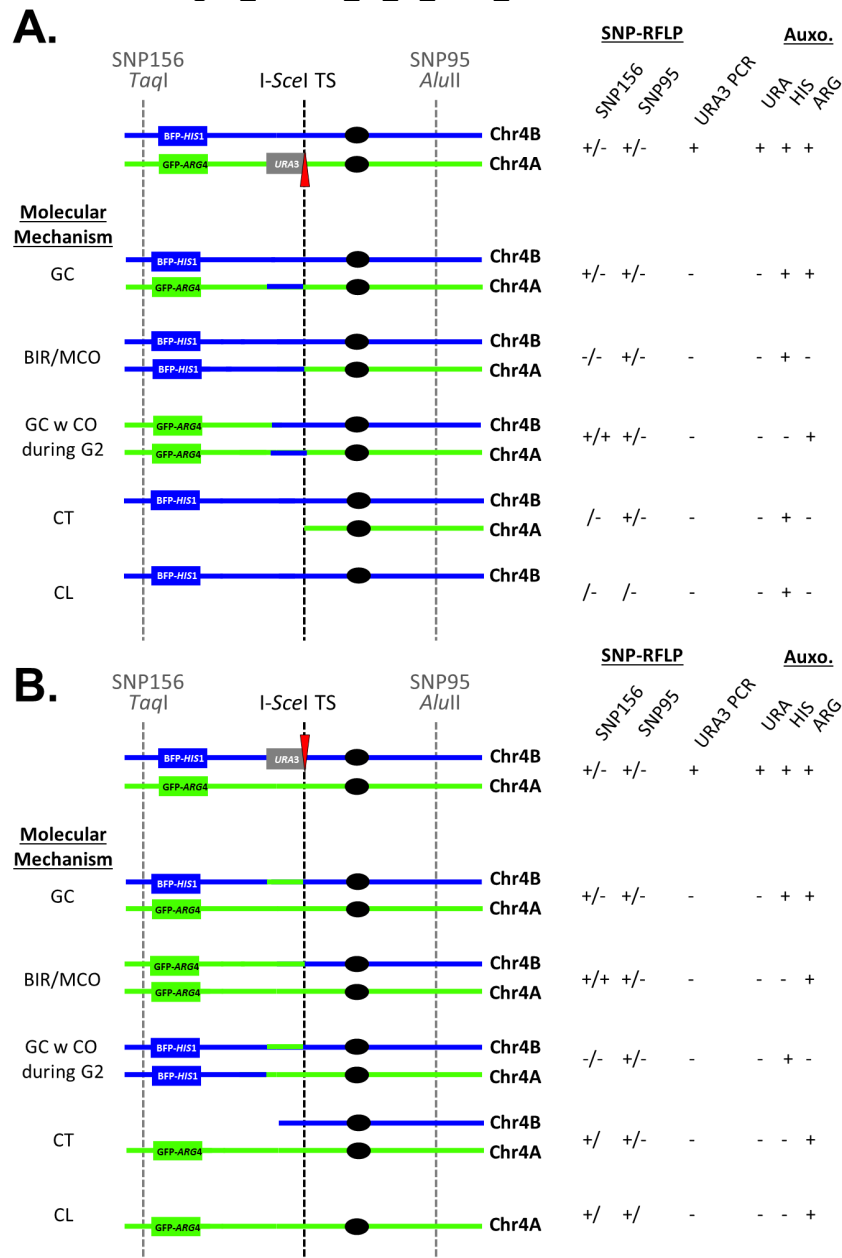 A.
SNP-RFLP Auxo.
SNP156 SNP95 URA3 PCR URA HIS ARG
SNP156 I-SceI TS SNP95
TaqI AluII
BFP-HIS1 Chr4B
GFP-ARG4 URA3 Chr4A
+/- +/- + + + +
Molecular
Mechanism
GC
BFP-HIS1 Chr4B
GFP-ARG4 Chr4A
+/- +/- - - + +
BIR/MCO
BFP-HIS1 Chr4B
BFP-HIS1 Chr4A
-/- +/- - - + -
GC w CO
during G2
GFP-ARG4 Chr4B
GFP-ARG4 Chr4A
+/+ +/- - - - +
CT
BFP-HIS1 Chr4B
Chr4A
/- +/- - - + -
CL
BFP-HIS1 Chr4B
/- /- - - + -
B.
SNP-RFLP Auxo.
SNP156 SNP95 URA3 PCR URA HIS ARG
SNP156 I-SceI TS SNP95
TaqI AluII
BFP-HIS1 URA3 Chr4B
GFP-ARG4 Chr4A
+/- +/- + + + +
Molecular
Mechanism
GC
BFP-HIS1 Chr4B
GFP-ARG4 Chr4A
+/- +/- - - + +
BIR/MCO
GFP-ARG4 Chr4B
GFP-ARG4 Chr4A
+/+ +/- - - - +
GC w CO
during G2
BFP-HIS1 Chr4B
BFP-HIS1 Chr4A
-/- +/- - - + -
CT
Chr4B
GFP-ARG4 Chr4A
+/ +/- - - - +
CL
GFP-ARG4 Chr4A
+/ +/ - - - +